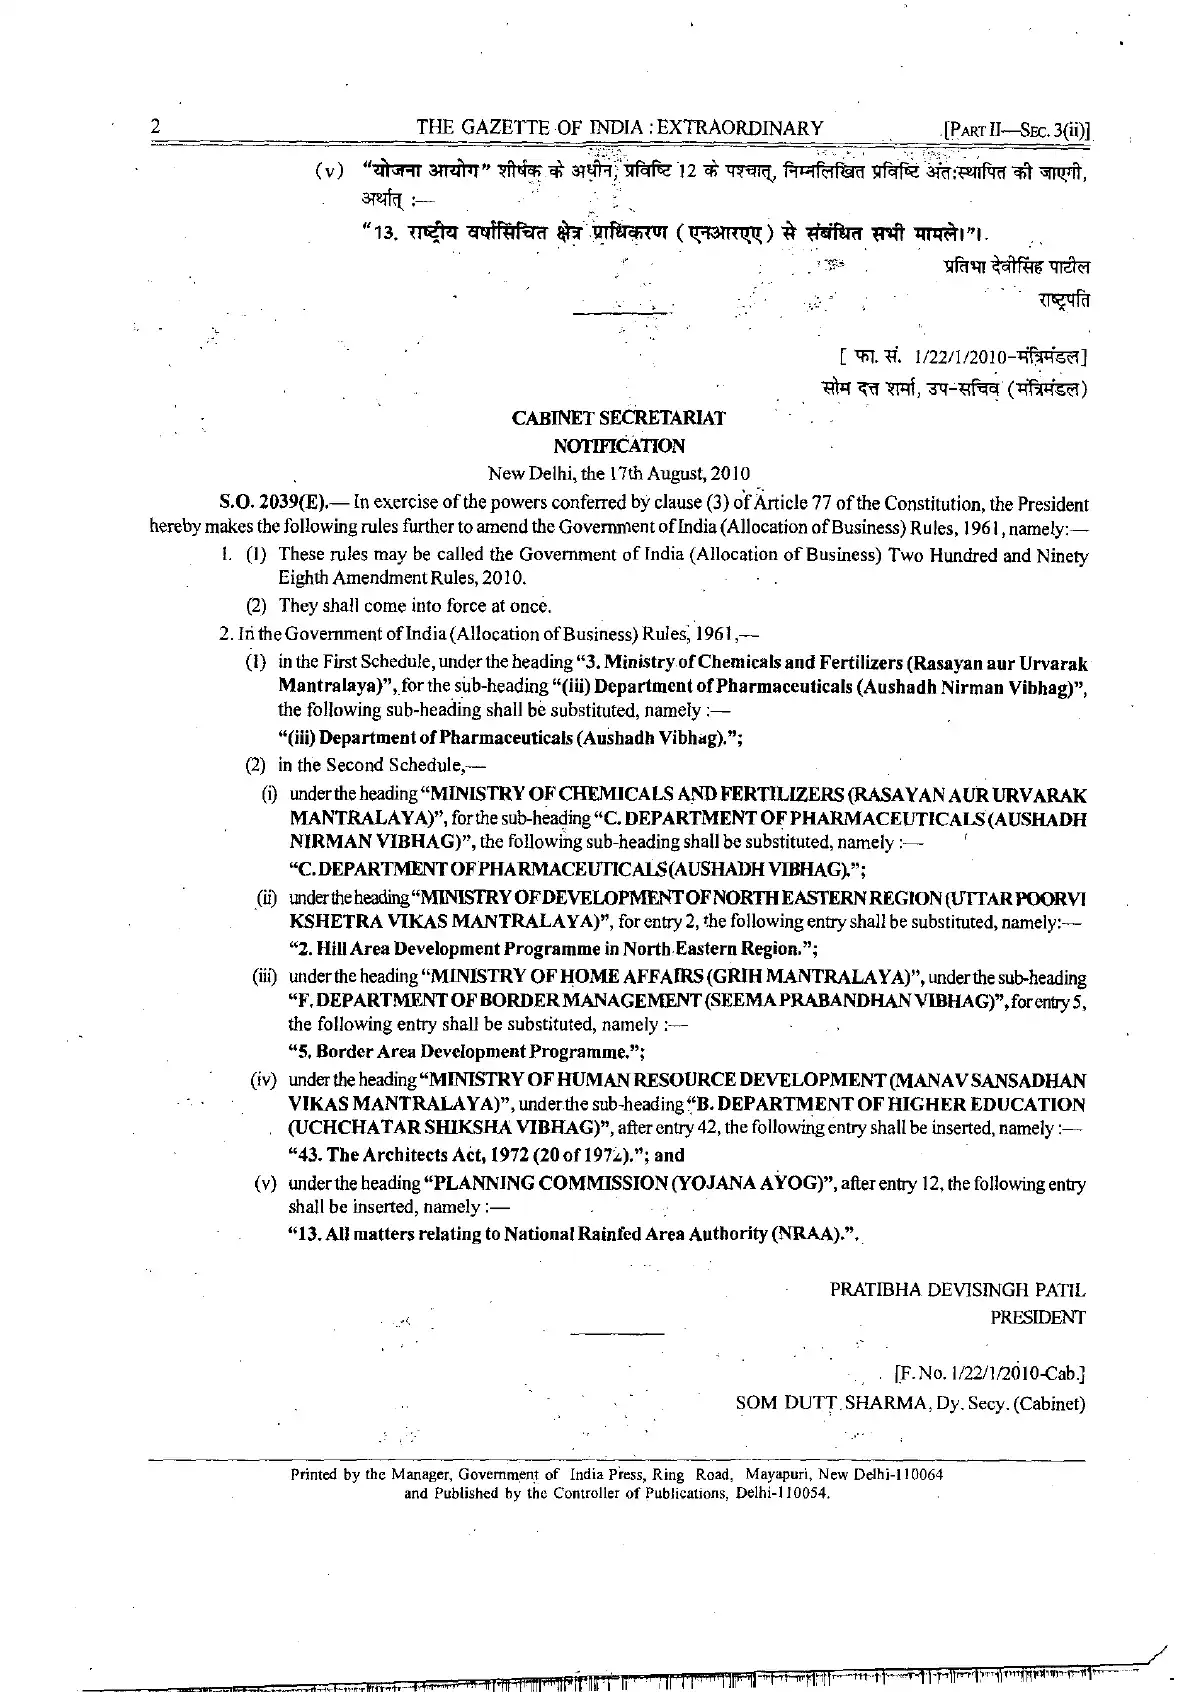 2 THE GAZETTE OF INDIA : EXTRAORDINARY [PART II—SEC. 3(ii)]
(v) “योजना आयोग” शीर्षक के अधीन, प्रविष्टि 12 के पश्चात्, निम्नलिखित प्रविष्टि अंत:स्थापित की जाएगी,
अर्थात् :—
“13. राष्ट्रीय वर्षासिंचित क्षेत्र प्राधिकरण (एनआरएए) से संबंधित सभी मामले।”।
प्रतिभा देवीसिंह पाटील
राष्ट्रपति
[ फा. सं. 1/22/1/2010-मंत्रिमंडल]
सोम दत्त शर्मा, उप-सचिव (मंत्रिमंडल)
CABINET SECRETARIAT
NOTIFICATION
New Delhi, the 17th August, 2010
S.O. 2039(E).— In exercise of the powers conferred by clause (3) of Article 77 of the Constitution, the President
hereby makes the following rules further to amend the Government of India (Allocation of Business) Rules, 1961, namely:—
1. (1) These rules may be called the Government of India (Allocation of Business) Two Hundred and Ninety
Eighth Amendment Rules, 2010.
(2) They shall come into force at once.
2. In the Government of India (Allocation of Business) Rules, 1961,—
(1) in the First Schedule, under the heading “3. Ministry of Chemicals and Fertilizers (Rasayan aur Urvarak
Mantralaya)”, for the sub-heading “(iii) Department of Pharmaceuticals (Aushadh Nirman Vibhag)”,
the following sub-heading shall be substituted, namely :—
“(iii) Department of Pharmaceuticals (Aushadh Vibhag).”;
(2) in the Second Schedule,—
(i) under the heading “MINISTRY OF CHEMICALS AND FERTILIZERS (RASAYAN AUR URVARAK
MANTRALAYA)”, for the sub-heading “C. DEPARTMENT OF PHARMACEUTICALS (AUSHADH
NIRMAN VIBHAG)”, the following sub-heading shall be substituted, namely :—
“C. DEPARTMENT OF PHARMACEUTICALS (AUSHADH VIBHAG).”;
(ii) under the heading “MINISTRY OF DEVELOPMENT OF NORTH EASTERN REGION (UTTAR POORVI
KSHETRA VIKAS MANTRALAYA)”, for entry 2, the following entry shall be substituted, namely:—
“2. Hill Area Development Programme in North Eastern Region.”;
(iii) under the heading “MINISTRY OF HOME AFFAIRS (GRIH MANTRALAYA)”, under the sub-heading
“F. DEPARTMENT OF BORDER MANAGEMENT (SEEMA PRABANDHAN VIBHAG)”, for entry 5,
the following entry shall be substituted, namely :—
“5. Border Area Development Programme.”;
(iv) under the heading “MINISTRY OF HUMAN RESOURCE DEVELOPMENT (MANAV SANSADHAN
VIKAS MANTRALAYA)”, under the sub-heading “B. DEPARTMENT OF HIGHER EDUCATION
(UCHCHATAR SHIKSHA VIBHAG)”, after entry 42, the following entry shall be inserted, namely :—
“43. The Architects Act, 1972 (20 of 1972).”; and
(v) under the heading “PLANNING COMMISSION (YOJANA AYOG)”, after entry 12, the following entry
shall be inserted, namely :—
“13. All matters relating to National Rainfed Area Authority (NRAA).”.
PRATIBHA DEVISINGH PATIL
PRESIDENT
[F. No. 1/22/1/2010-Cab.]
SOM DUTT SHARMA, Dy. Secy. (Cabinet)
Printed by the Manager, Government of India Press, Ring Road, Mayapuri, New Delhi-110064
and Published by the Controller of Publications, Delhi-110054.